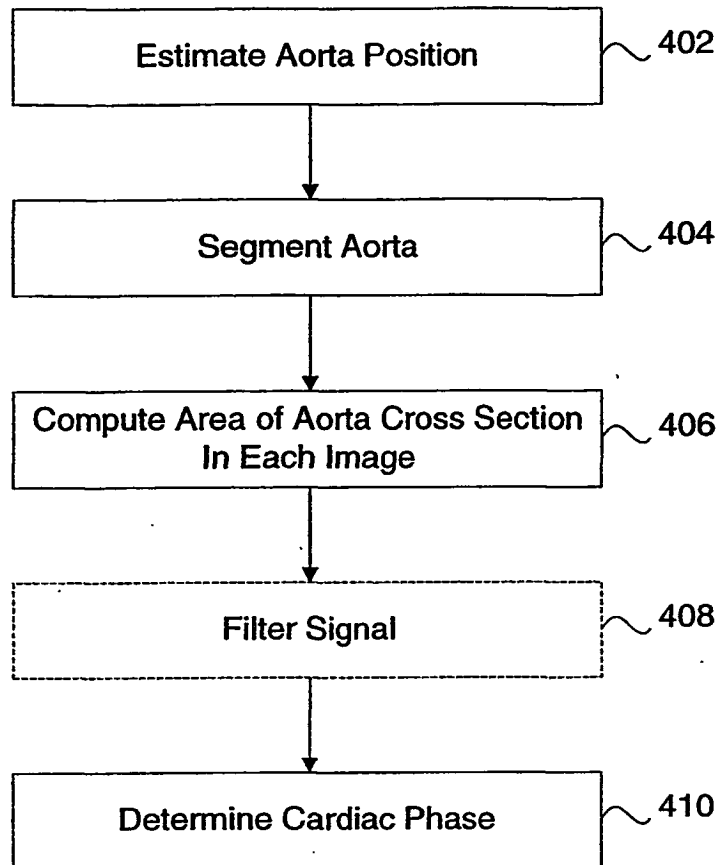 Estimate Aorta Position
402
Segment Aorta
404
Compute Area of Aorta Cross Section
In Each Image
406
Filter Signal
408
Determine Cardiac Phase
410